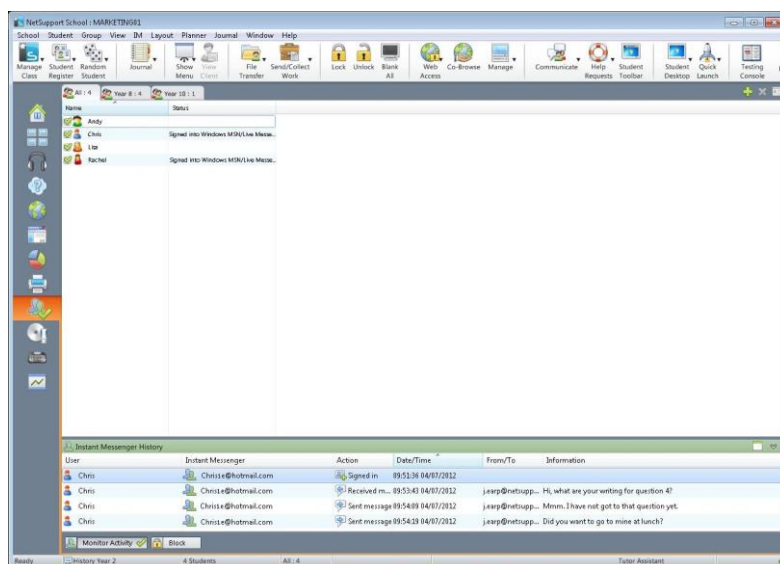 NetSupport School : MARKETING01
School Student Group View IM Layout Planner Journal Window Help
Manage Class Student Register Random Student Journal Show Menu View Client File Transfer Send/Collect Work Lock Unlock Blank All Web Access Co-Browse Manage Communicate Help Requests Student Toolbar Student Desktop Quick Launch Testing Console
All : 4 Year 8 : 4 Year 10 : 1
Name Status
Andy
Chris Signed into Windows MSN/Live Messe...
Lisa
Rachel Signed into Windows MSN/Live Messe...
Instant Messenger History
User Instant Messenger Action Date/Time From/To Information
Chris Chris1e@hotmail.com Signed in 09:51:36 04/07/2012
Chris Chris1e@hotmail.com Received m... 09:53:43 04/07/2012 j.earp@netsupp... Hi, what are your writing for question 4?
Chris Chris1e@hotmail.com Sent message 09:54:09 04/07/2012 j.earp@netsupp... Mmm. I have not got to that question yet.
Chris Chris1e@hotmail.com Sent message 09:54:19 04/07/2012 j.earp@netsupp... Did you want to go to mine at lunch?
Monitor Activity Block
Ready History Year 2 4 Students All : 4 Tutor Assistant